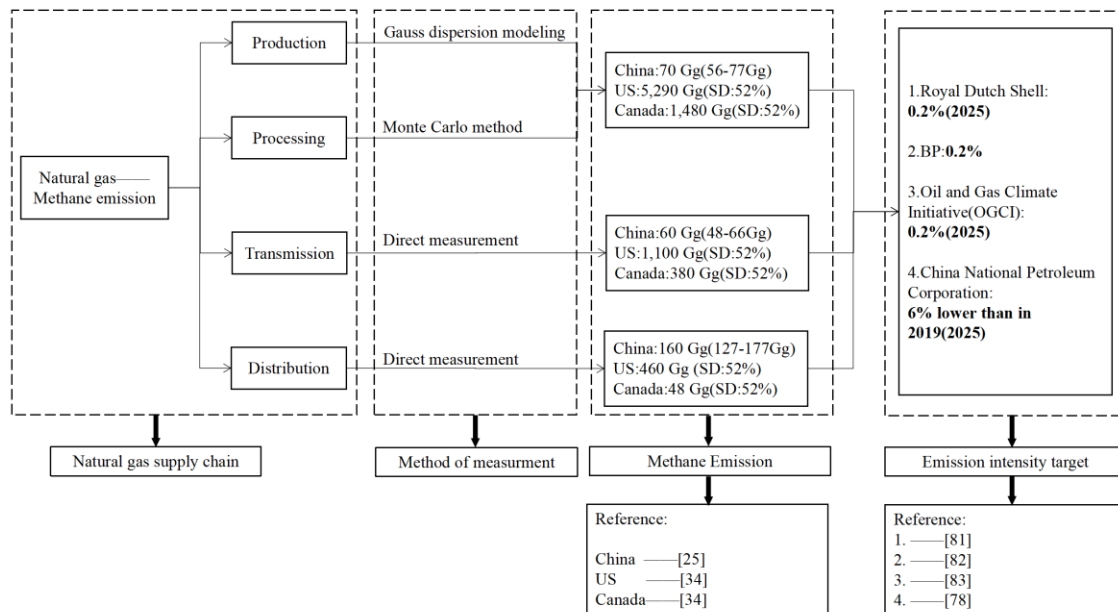 Natural gas——
Methane emission
Production
Processing
Transmission
Distribution
Gauss dispersion modeling
Monte Carlo method
Direct measurement
Direct measurement
China:70 Gg(56-77Gg)
US:5,290 Gg(SD:52%)
Canada:1,480 Gg(SD:52%)
China:60 Gg(48-66Gg)
US:1,100 Gg(SD:52%)
Canada:380 Gg(SD:52%)
China:160 Gg(127-177Gg)
US:460 Gg (SD:52%)
Canada:48 Gg(SD:52%)
1.Royal Dutch Shell:
0.2%(2025)
2.BP:0.2%
3.Oil and Gas Climate
Initiative(OGCI):
0.2%(2025)
4.China National Petroleum
Corporation:
6% lower than in
2019(2025)
Natural gas supply chain
Method of measurment
Methane Emission
Emission intensity target
Reference:
China ——[25]
US ——[34]
Canada——[34]
Reference:
1. ——[81]
2. ——[82]
3. ——[83]
4. ——[78]